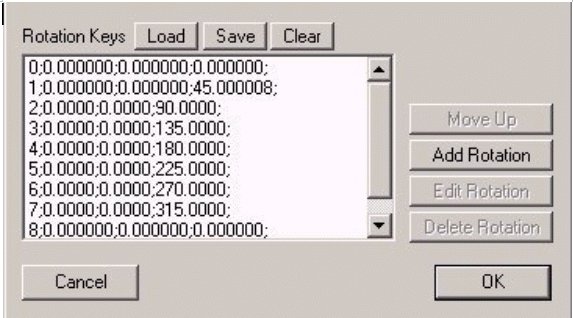 Rotation Keys Load Save Clear
0;0.000000;0.000000;0.000000;
1;0.000000;0.000000;45.000008;
2;0.0000;0.0000;90.0000;
3;0.0000;0.0000;135.0000;
4;0.0000;0.0000;180.0000;
5;0.0000;0.0000;225.0000;
6;0.0000;0.0000;270.0000;
7;0.0000;0.0000;315.0000;
8;0.000000;0.000000;0.000000;
Move Up
Add Rotation
Edit Rotation
Delete Rotation
Cancel OK